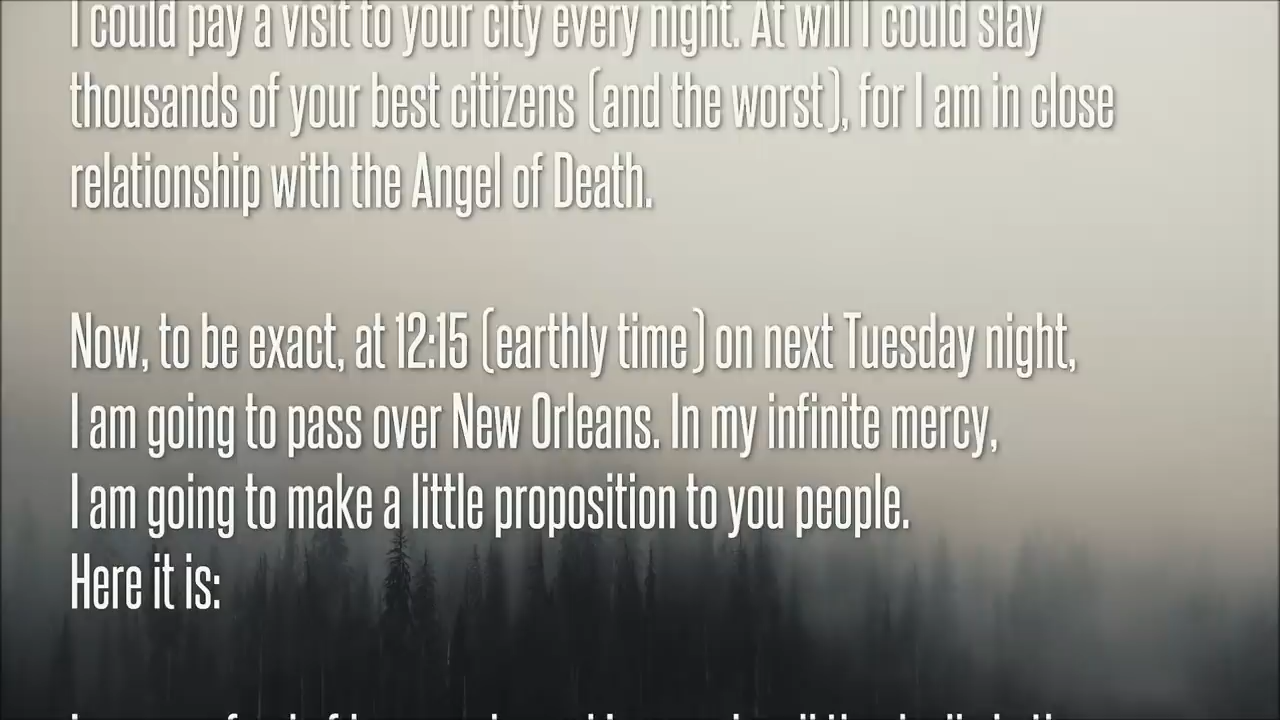 I could pay a visit to your city every night. At will I could slay
thousands of your best citizens (and the worst), for I am in close
relationship with the Angel of Death.
Now, to be exact, at 12:15 (earthly time) on next Tuesday night,
I am going to pass over New Orleans. In my infinite mercy,
I am going to make a little proposition to you people.
Here it is: